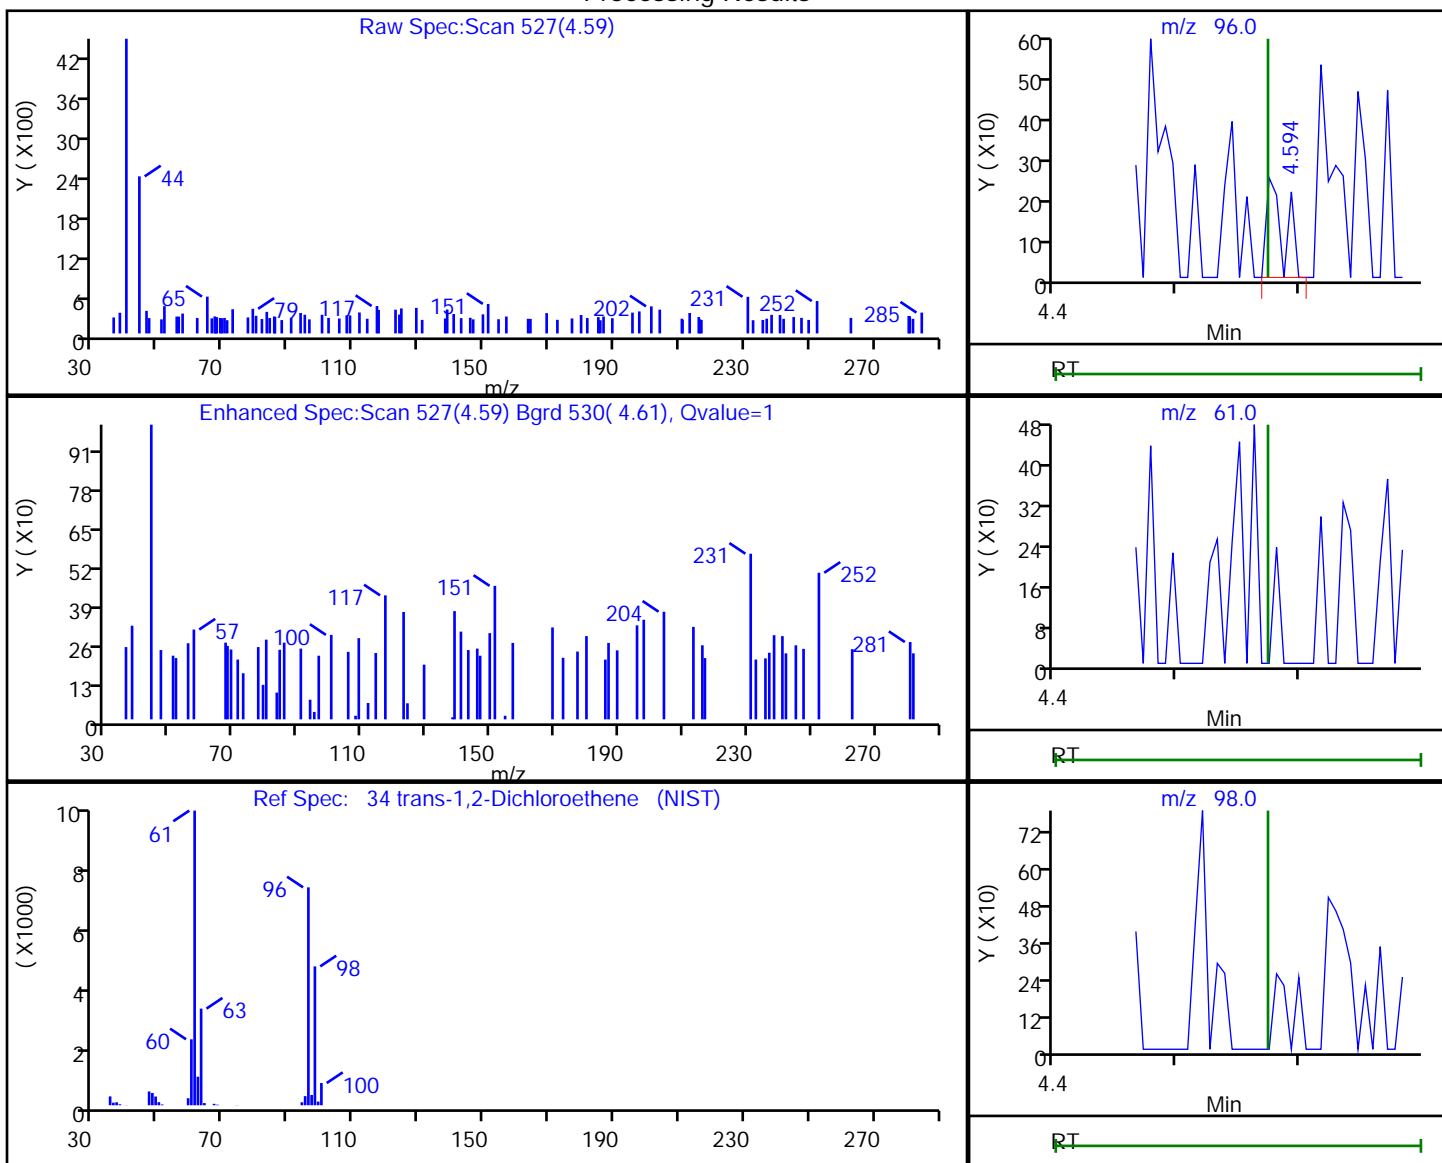 Processing Results
Raw Spec:Scan 527(4.59)
Y ( X100)
42
36
30
24
18
12
6
0
44
65
79
117
151
202
231
252
285
30 70 110 150 190 230 270
m/z
m/z 96.0
Y ( X10)
60
50
40
30
20
10
0
4.594
4.4
Min
RT
Enhanced Spec:Scan 527(4.59) Bgrd 530( 4.61), Qvalue=1
Y ( X10)
91
78
65
52
39
26
13
0
57
100
117
151
204
231
252
281
30 70 110 150 190 230 270
m/z
m/z 61.0
Y ( X10)
48
40
32
24
16
8
0
4.4
Min
RT
Ref Spec: 34 trans-1,2-Dichloroethene (NIST)
( X1000)
10
8
6
4
2
0
61
96
98
63
60
100
30 70 110 150 190 230 270
m/z 98.0
Y ( X10)
72
60
48
36
24
12
0
4.4
Min
RT